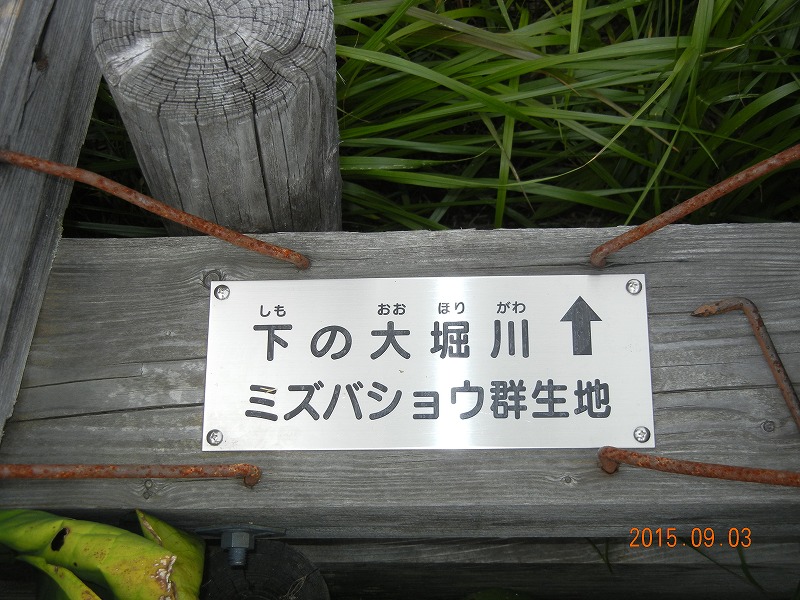 しも おお ほり がわ
下の大堀川 ↑
ミズバショウ群生地
2015.09.03